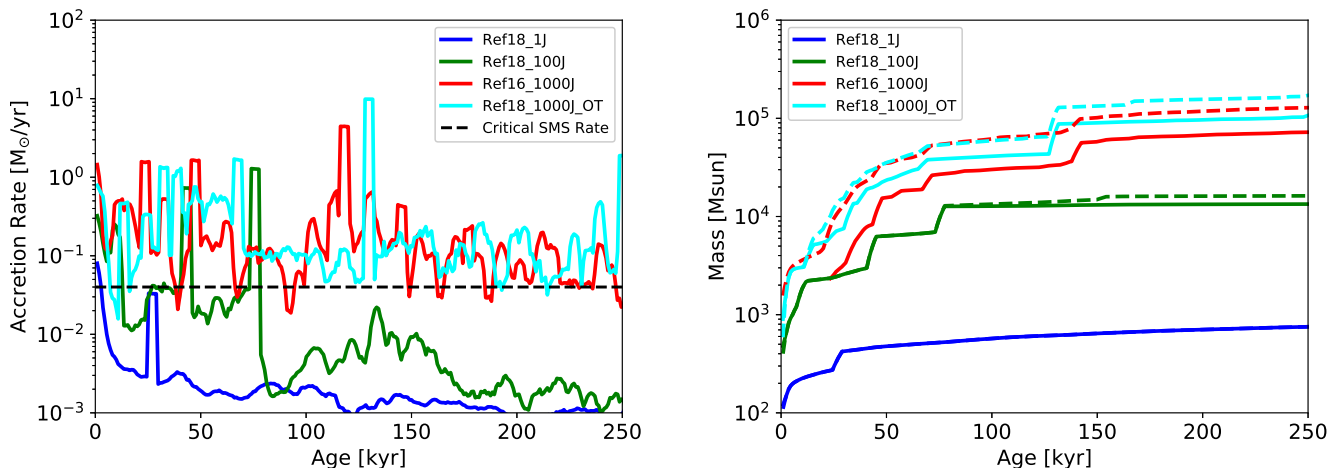 10²
10¹
10⁰
10⁻¹
10⁻²
10⁻³
Accretion Rate [M⊙/yr]
Ref18_1J
Ref18_100J
Ref16_1000J
Ref18_1000J_OT
Critical SMS Rate
0 50 100 150 200 250
Age [kyr]
10⁶
10⁵
10⁴
10³
10²
Mass [Msun]
Ref18_1J
Ref18_100J
Ref16_1000J
Ref18_1000J_OT
0 50 100 150 200 250
Age [kyr]